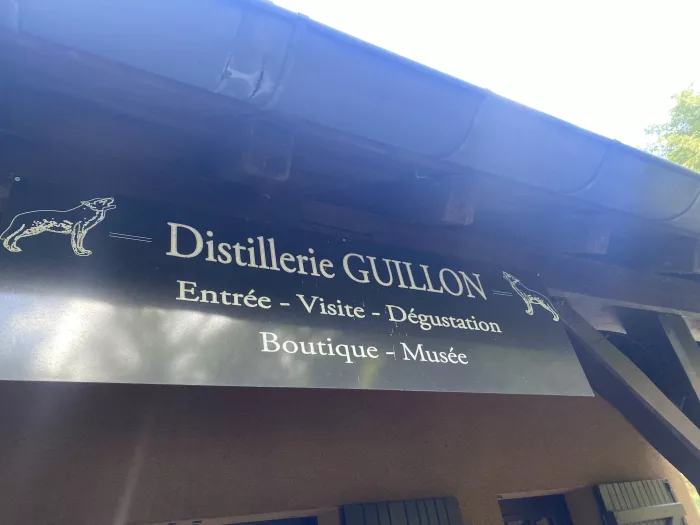 Distillerie GUILLON
Entrée - Visite - Dégustation
Boutique - Musée